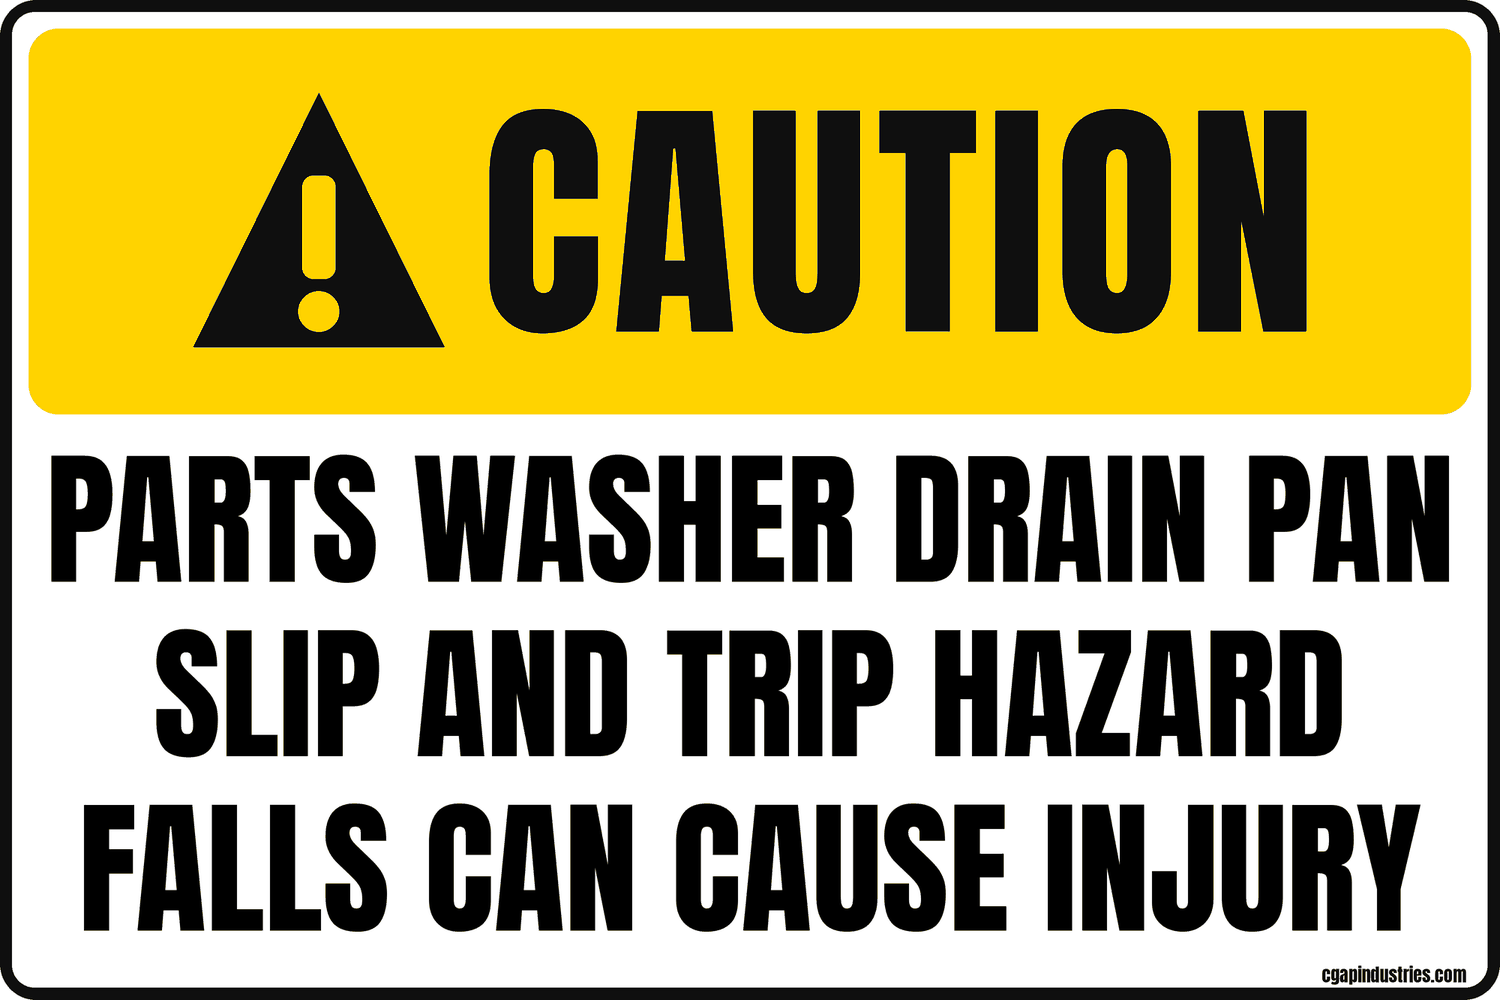 CAUTION
PARTS WASHER DRAIN PAN
SLIP AND TRIP HAZARD
FALLS CAN CAUSE INJURY
cgapindustries.com